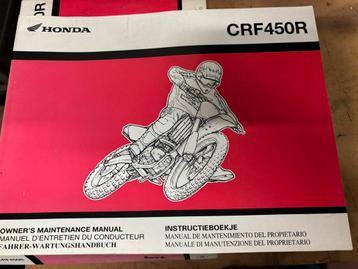 HONDA
CRF450R
OWNER'S MAINTENANCE MANUAL
MANUEL D'ENTRETIEN DU CONDUCTEUR
FAHRER-WARTUNGSHANDBUCH
INSTRUCTIEBOEKJE
MANUAL DE MANTENIMIENTO DEL PROPIETARIO
MANUALE DI MANUTENZIONE DEL PROPRIETARIO